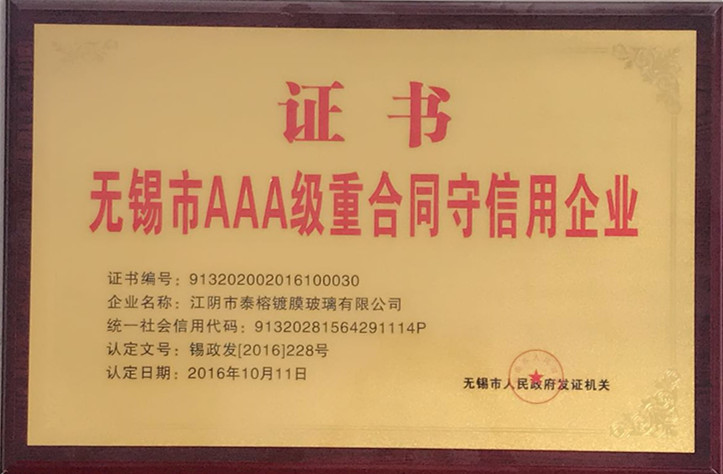 证书
无锡市AAA级重合同守信用企业
证书编号：913202002016100030
企业名称：江阴市泰榕镀膜玻璃有限公司
统一社会信用代码：91320281564291114P
认定文号：锡政发[2016]228号
认定日期：2016年10月11日
无锡市人民政府发证机关